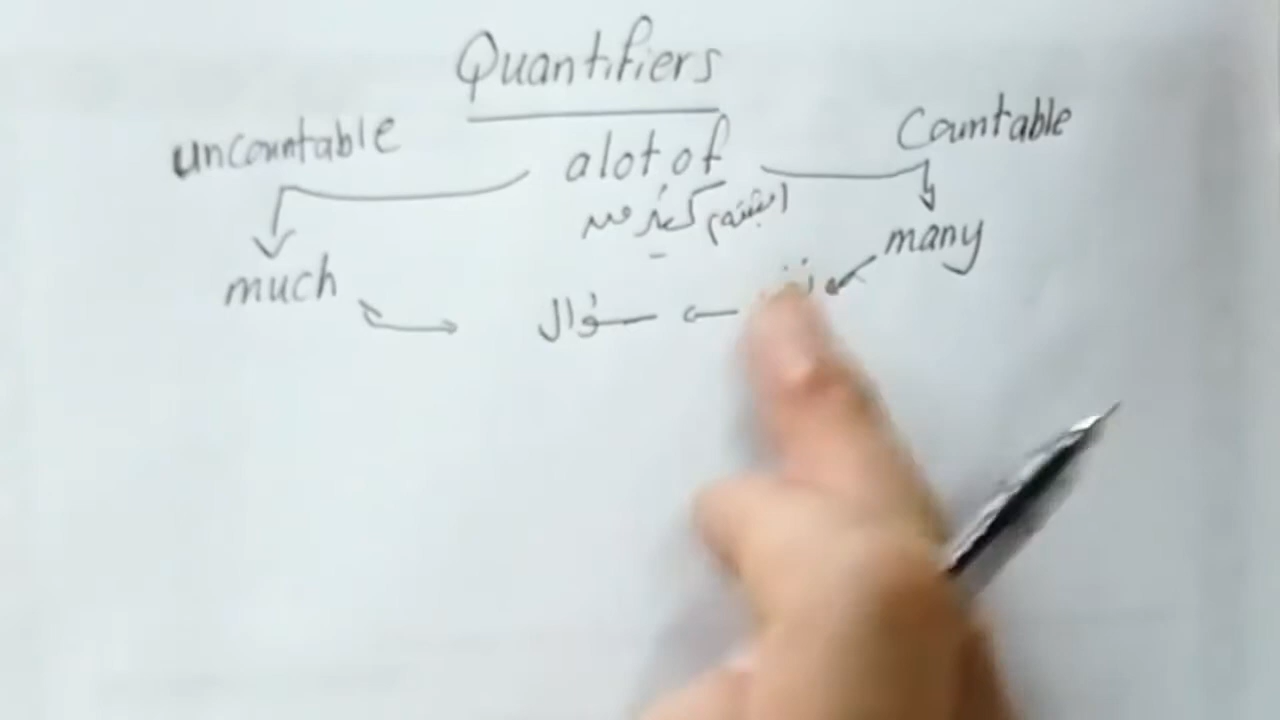 Quantifiers
uncountable alot of Countable
much many
سؤال